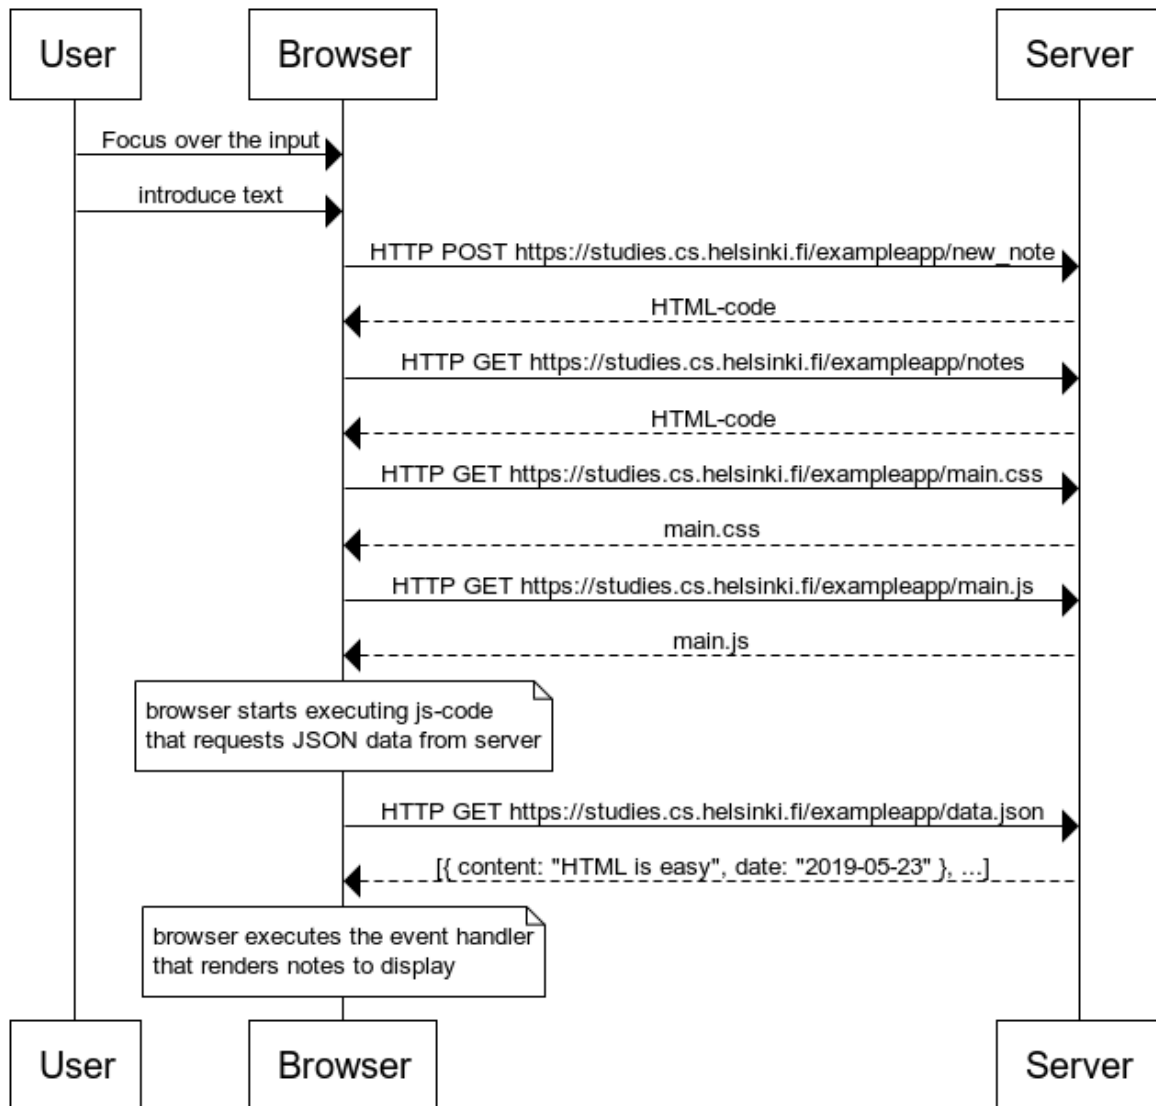 User
Browser
Server
Focus over the input
introduce text
HTTP POST https://studies.cs.helsinki.fi/exampleapp/new_note
HTML-code
HTTP GET https://studies.cs.helsinki.fi/exampleapp/notes
HTML-code
HTTP GET https://studies.cs.helsinki.fi/exampleapp/main.css
main.css
HTTP GET https://studies.cs.helsinki.fi/exampleapp/main.js
main.js
browser starts executing js-code
that requests JSON data from server
HTTP GET https://studies.cs.helsinki.fi/exampleapp/data.json
[{ content: "HTML is easy", date: "2019-05-23" }, ...]
browser executes the event handler
that renders notes to display
User
Browser
Server